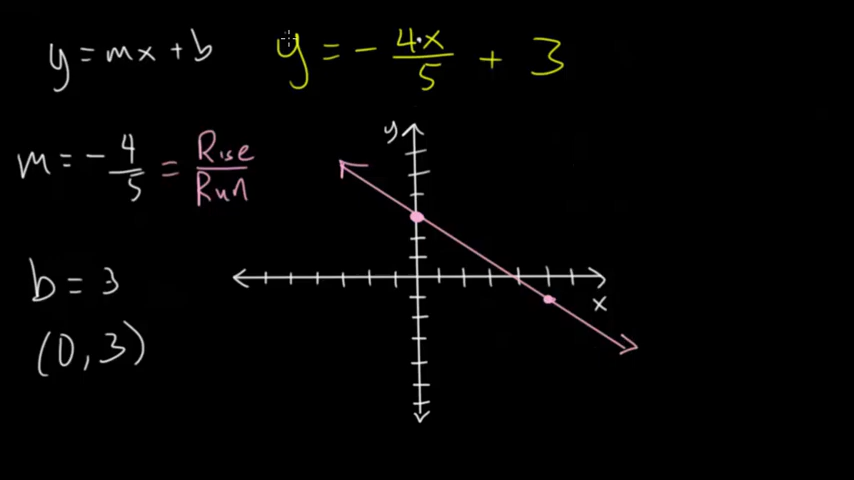 y = mx + b
y = - 4·x/5 + 3
m = - 4/5 = Rise/Run
y
b = 3
x
(0, 3)